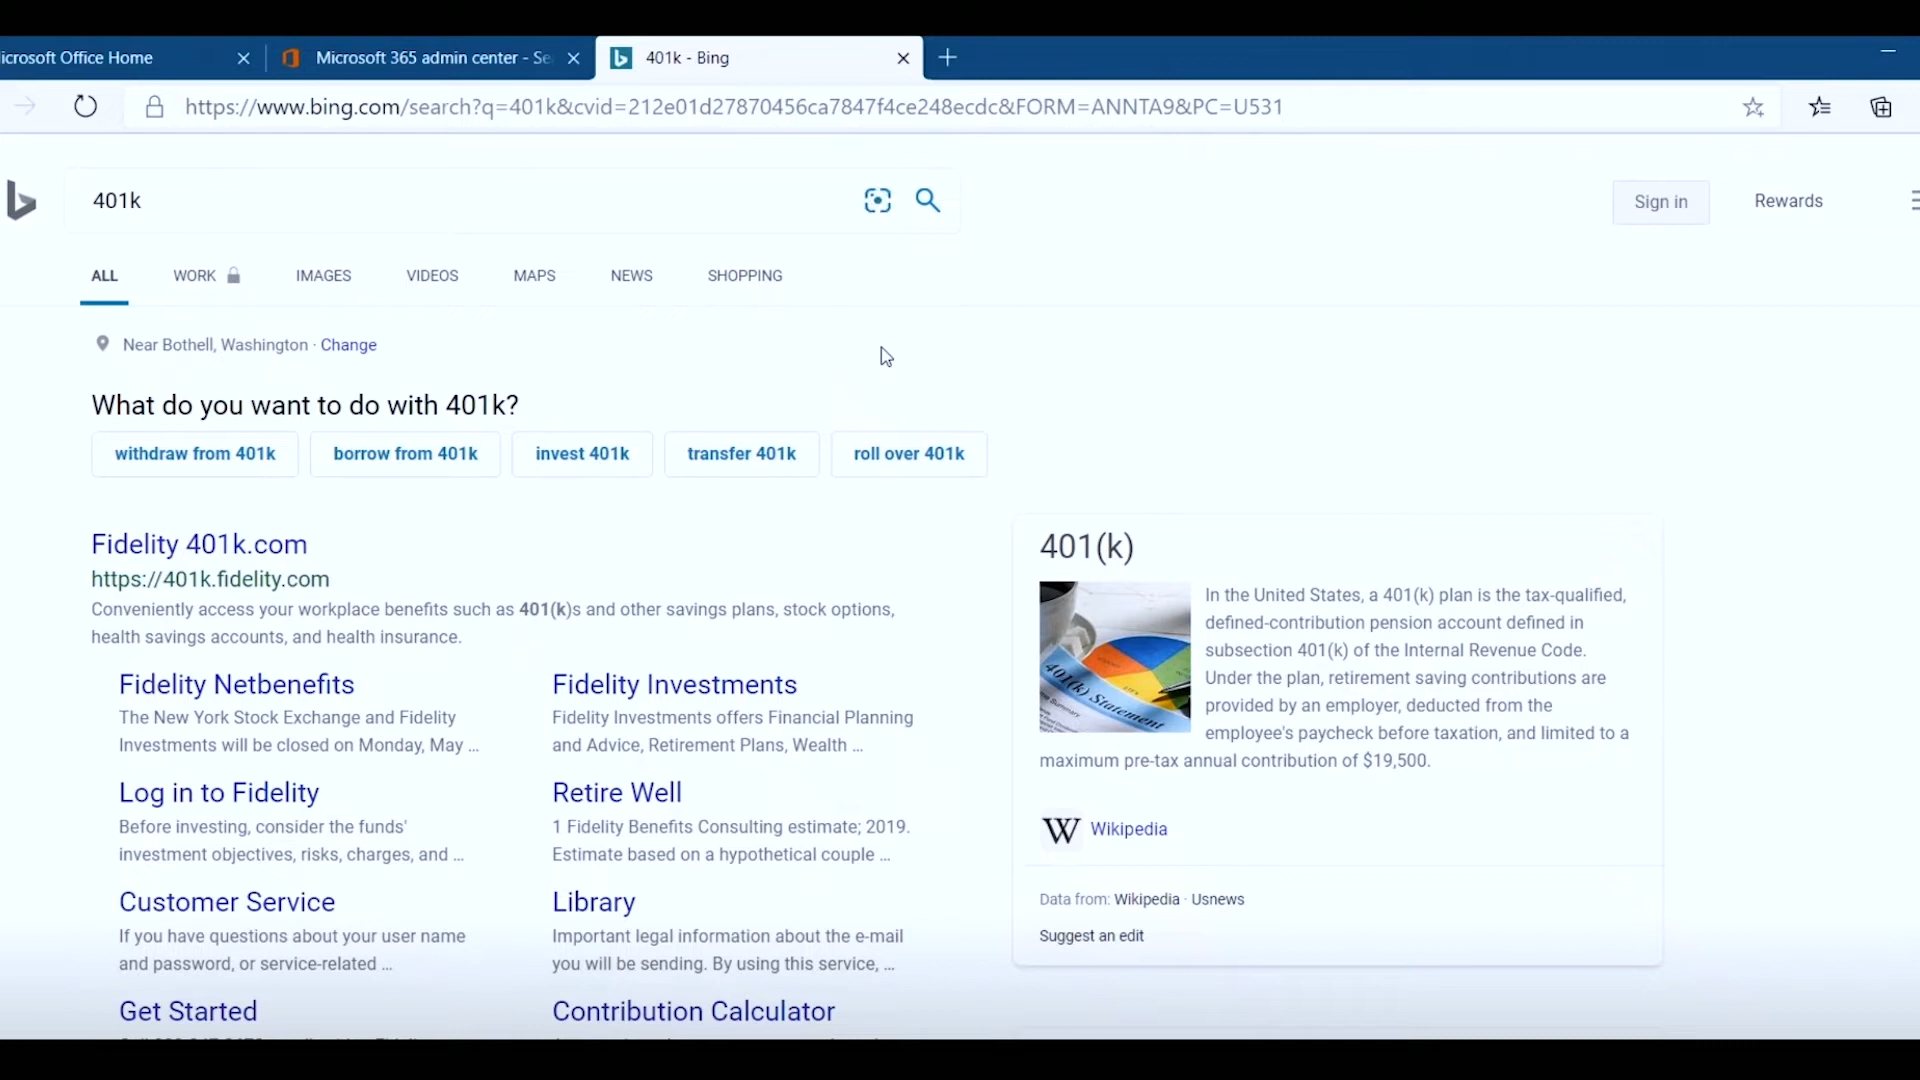 icrosoft Office Home
Microsoft 365 admin center - Se
401k - Bing
https://www.bing.com/search?q=401k&cvid=212e01d27870456ca7847f4ce248ecdc&FORM=ANNTA9&PC=U531
401k
Sign in
Rewards
ALL WORK IMAGES VIDEOS MAPS NEWS SHOPPING
Near Bothell, Washington · Change
What do you want to do with 401k?
withdraw from 401k
borrow from 401k
invest 401k
transfer 401k
roll over 401k
Fidelity 401k.com
https://401k.fidelity.com
Conveniently access your workplace benefits such as 401(k)s and other savings plans, stock options,
health savings accounts, and health insurance.
Fidelity Netbenefits
The New York Stock Exchange and Fidelity
Investments will be closed on Monday, May ...
Fidelity Investments
Fidelity Investments offers Financial Planning
and Advice, Retirement Plans, Wealth ...
Log in to Fidelity
Before investing, consider the funds'
investment objectives, risks, charges, and ...
Retire Well
1 Fidelity Benefits Consulting estimate; 2019.
Estimate based on a hypothetical couple ...
Customer Service
If you have questions about your user name
and password, or service-related ...
Library
Important legal information about the e-mail
you will be sending. By using this service, ...
Get Started
Contribution Calculator
401(k)
401(k) Statement
In the United States, a 401(k) plan is the tax-qualified,
defined-contribution pension account defined in
subsection 401(k) of the Internal Revenue Code.
Under the plan, retirement saving contributions are
provided by an employer, deducted from the
employee's paycheck before taxation, and limited to a
maximum pre-tax annual contribution of $19,500.
W Wikipedia
Data from: Wikipedia · Usnews
Suggest an edit